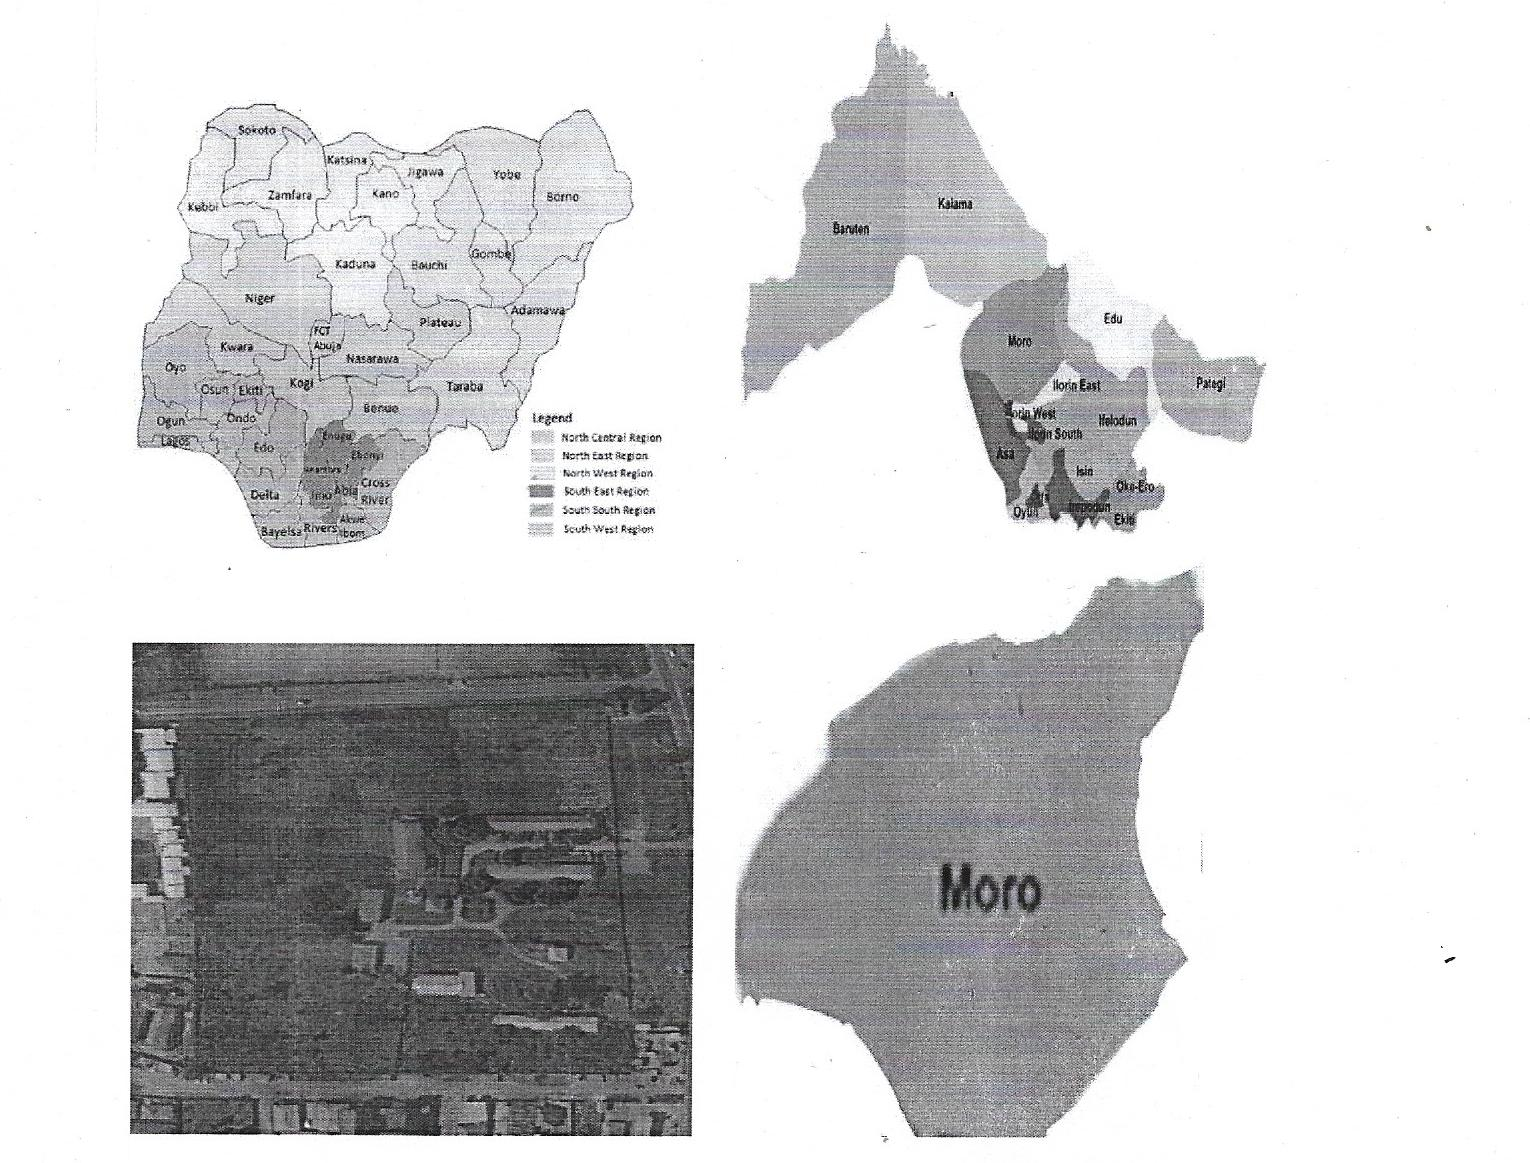 Sokoto
Katsina
Jigawa
Yobe
Zamfara
Kano
Borno
Kebbi
Kaduna
Bauchi
Gombe
Niger
Adamawa
FCT
Abuja
Plateau
Kwara
Nasarawa
Oyo
Kogi
Taraba
Osun
Ekiti
Benue
Ogun
Ondo
Lagos
Edo
Enugu
Ebonyi
Delta
Imo
Abia
Cross
River
Bayelsa
Rivers
Akwa
Ibom
Legend
North Central Region
North East Region
North West Region
South East Region
South South Region
South West Region
Kaiama
Baruten
Edu
Moro
Ilorin East
Pategi
Ilorin West
Ifelodun
Ilorin South
Asa
Isin
Oke-Ero
Oyun
Ekiti
Moro